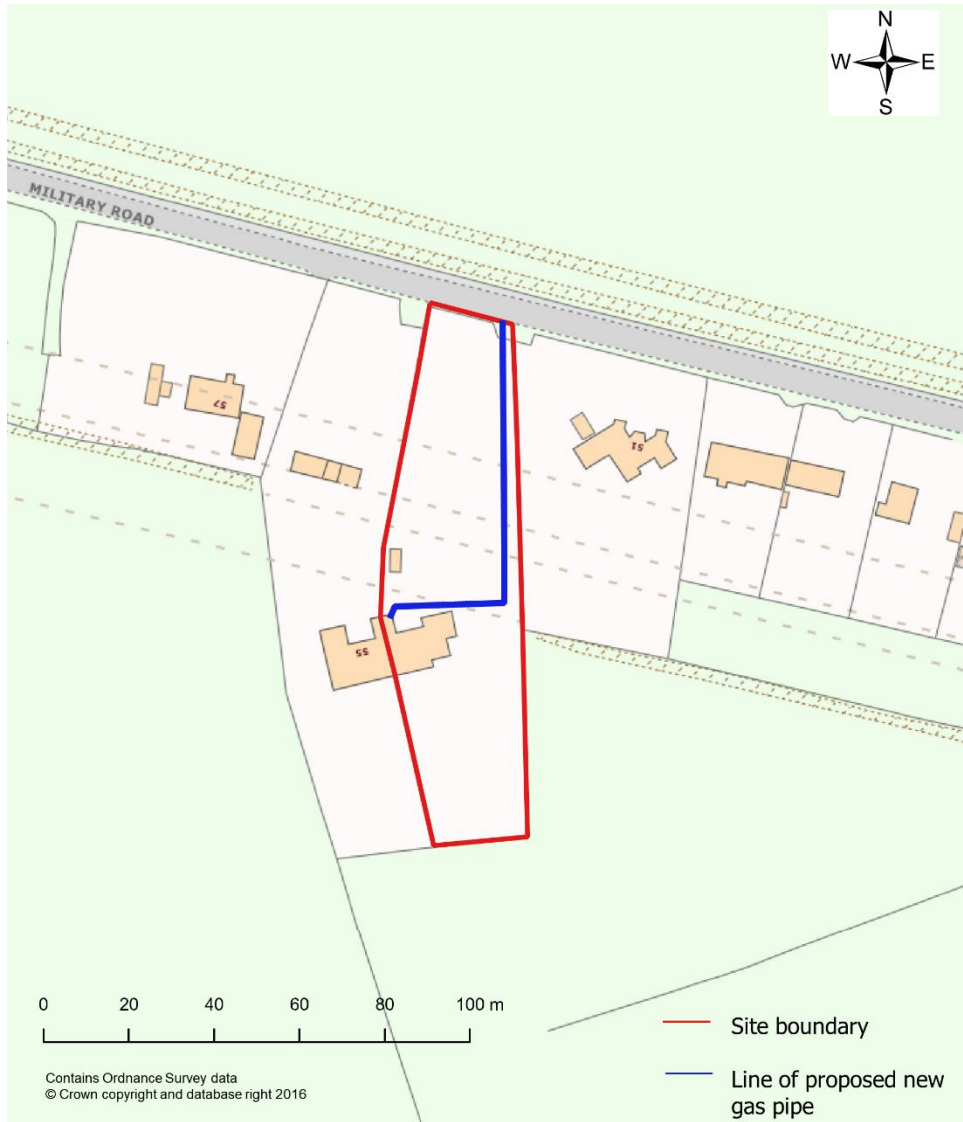 N
W E
S
MILITARY ROAD
57
51
55
0 20 40 60 80 100 m
Site boundary
Contains Ordnance Survey data
© Crown copyright and database right 2016
Line of proposed new
gas pipe